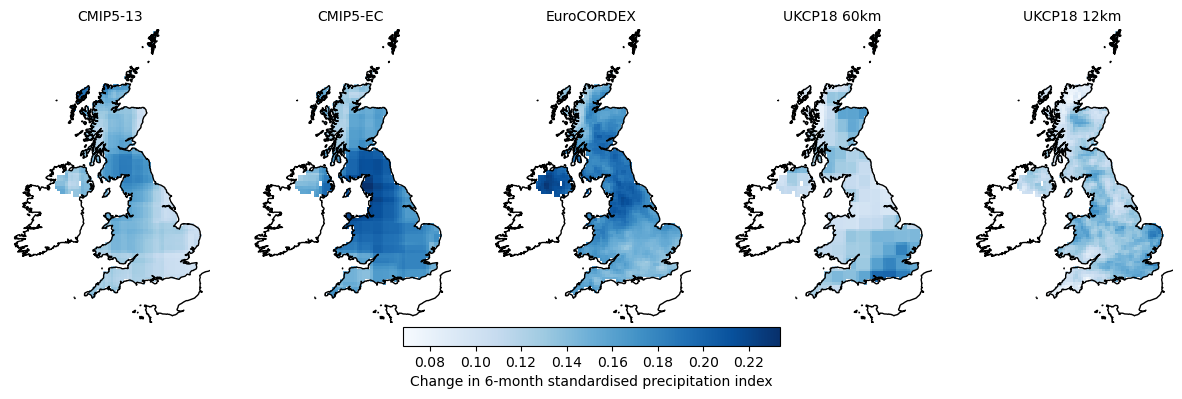 CMIP5-13
CMIP5-EC
EuroCORDEX
UKCP18 60km
UKCP18 12km
0.08 0.10 0.12 0.14 0.16 0.18 0.20 0.22
Change in 6-month standardised precipitation index